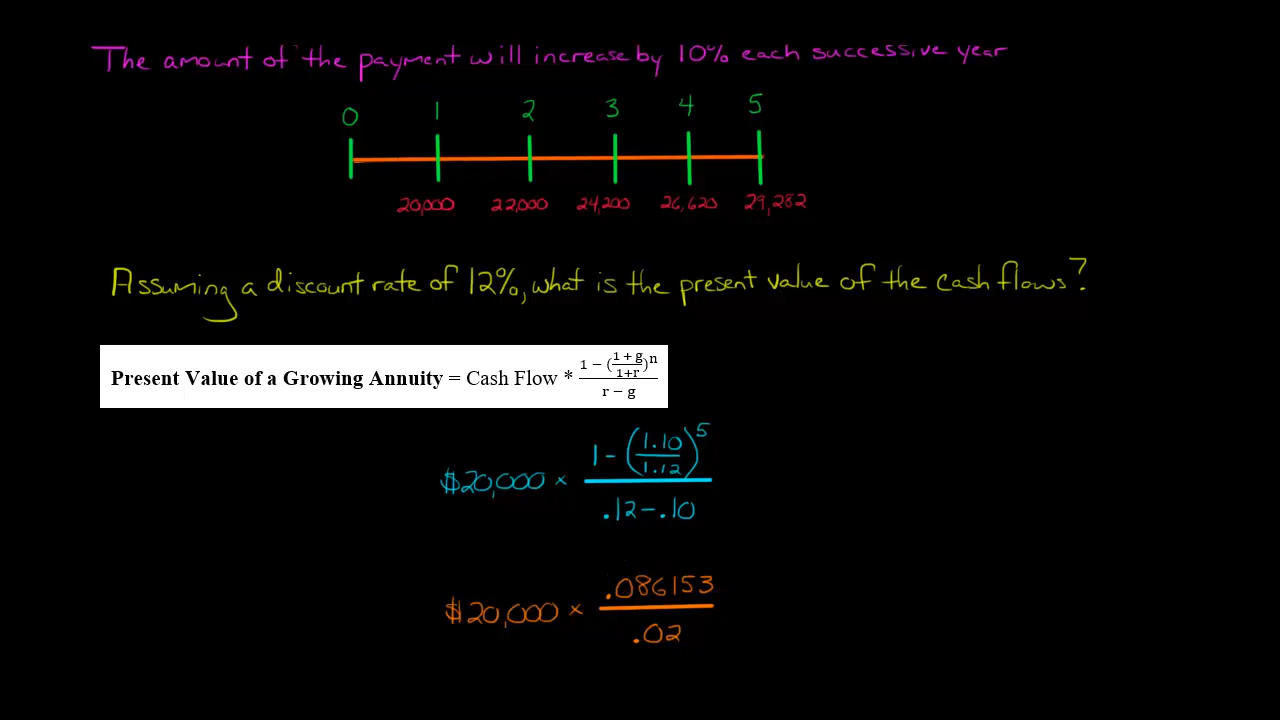 The amount of the payment will increase by 10% each successive year
0 1 2 3 4 5
20,000 22,000 24,200 26,620 29,282
Assuming a discount rate of 12%, what is the present value of the cash flows?
Present Value of a Growing Annuity = Cash Flow * 1 − (1 + g / 1+r)n / r − g
$20,000 × 1 - (1.10 / 1.12)5 / .12 - .10
$20,000 × .086153 / .02